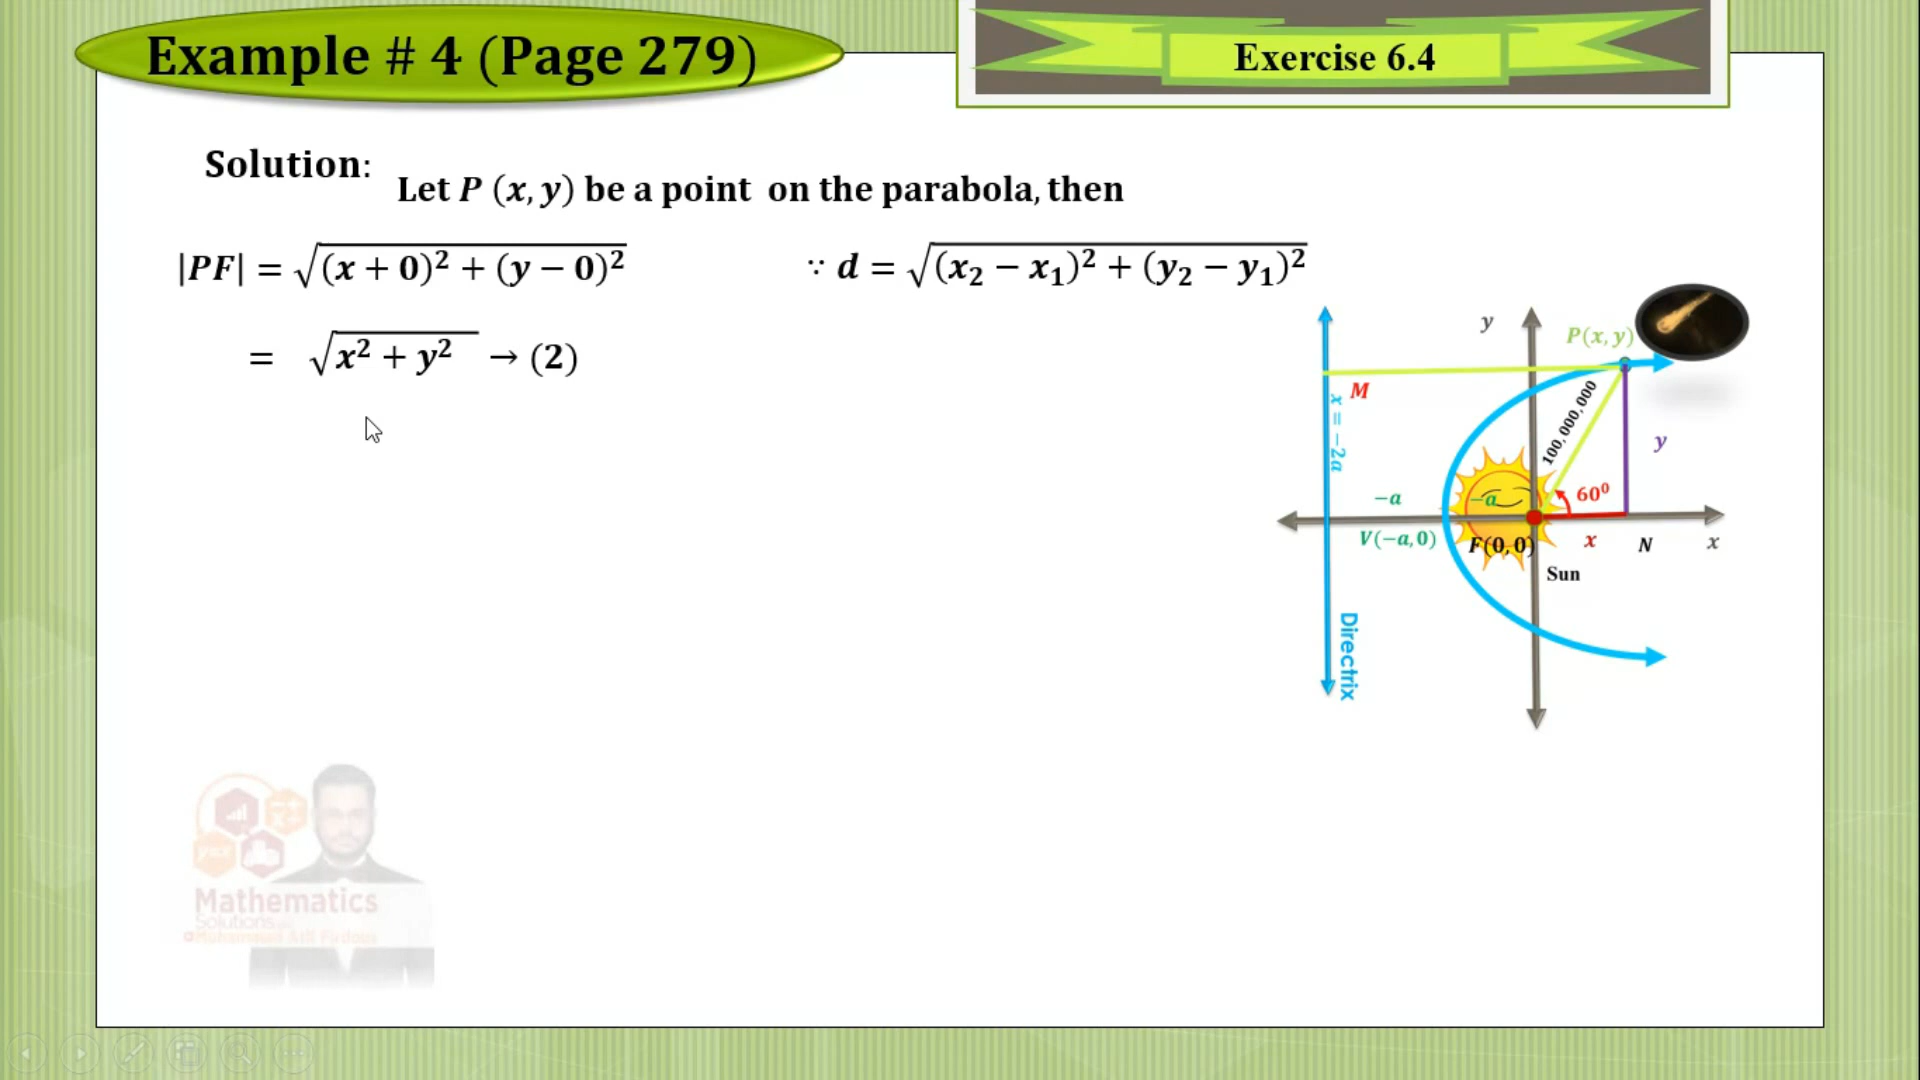 Example # 4 (Page 279)
Exercise 6.4
Solution:
Let P (x, y) be a point on the parabola, then
|PF| = √(x + 0)² + (y − 0)²
∵ d = √(x₂ − x₁)² + (y₂ − y₁)²
= √x² + y² → (2)
y
P(x, y)
M
x = −2a
100,000,000
y
−a
−a
60⁰
V(−a, 0)
F(0, 0)
x
N
x
Sun
Directrix
Mathematics
Solutions